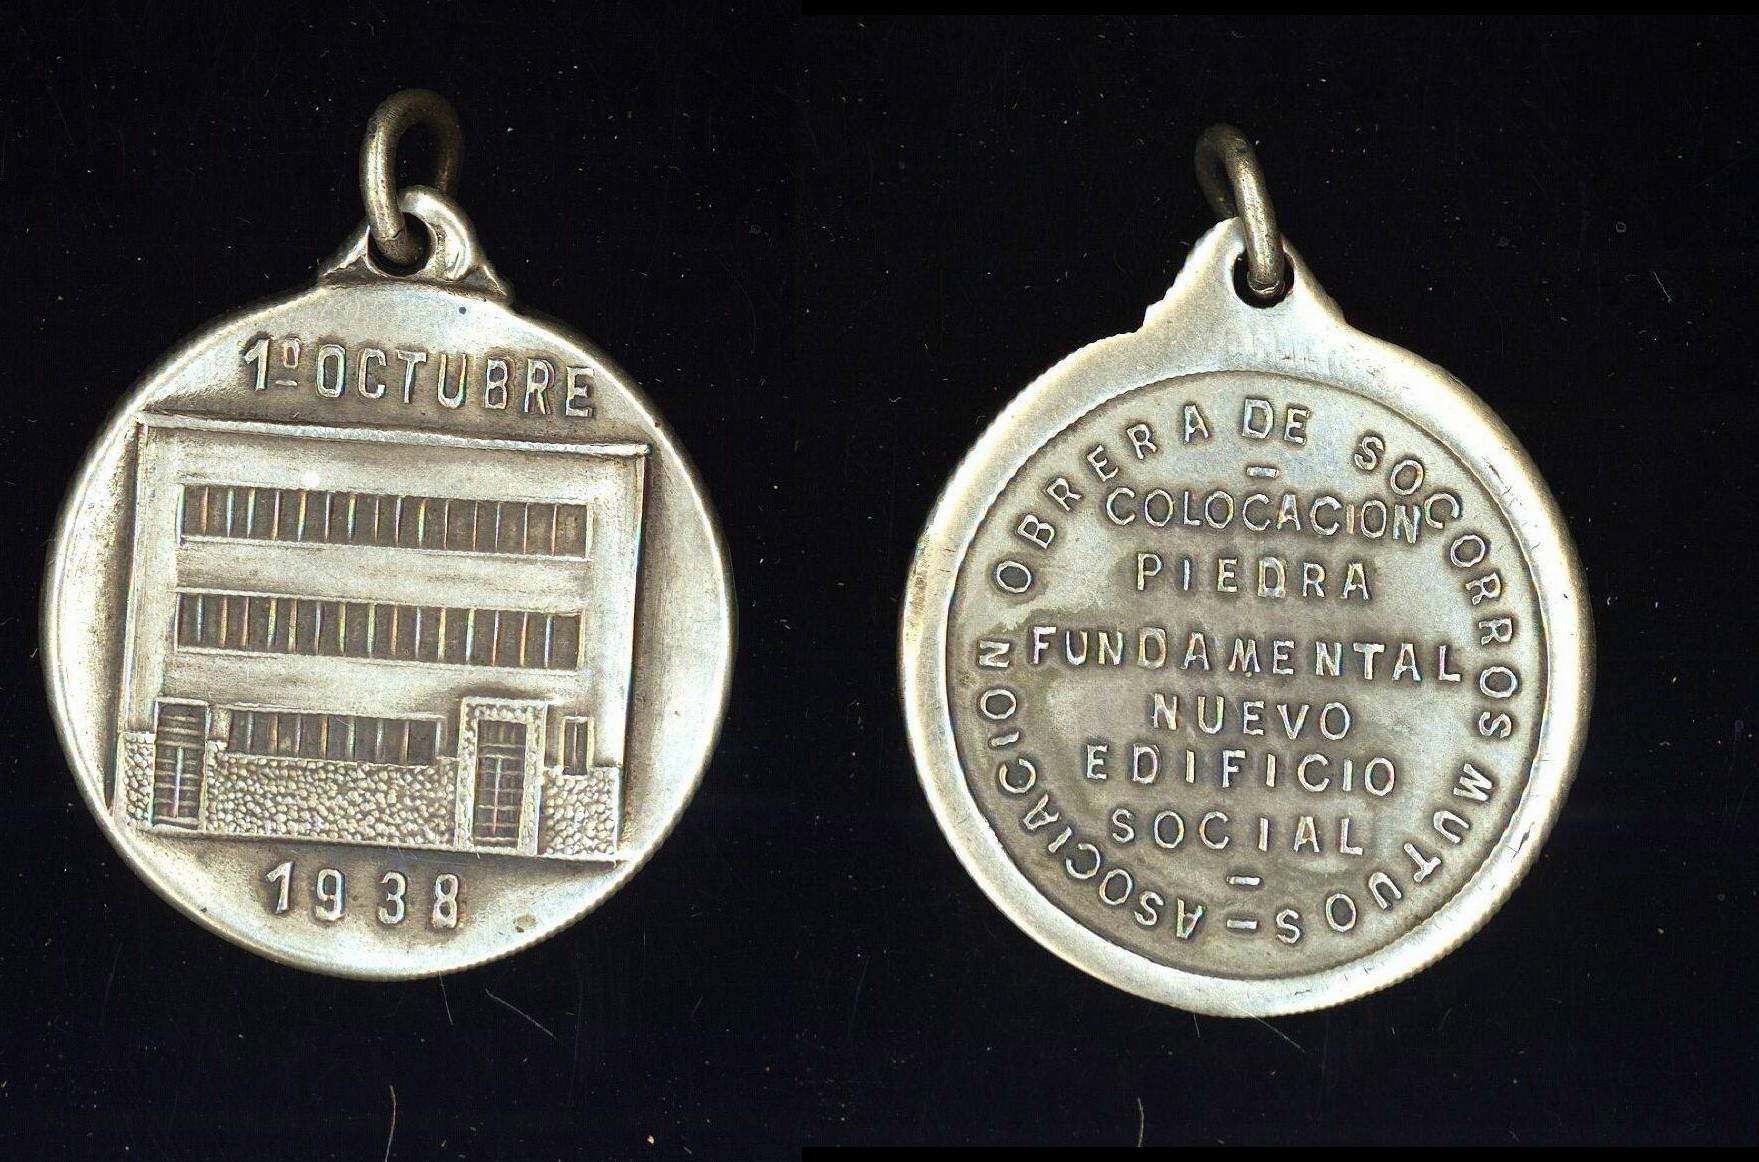 1º OCTUBRE
1938
ASOCIACION OBRERA DE SOCORROS MUTUOS –
–
COLOCACION
PIEDRA
FUNDAMENTAL
NUEVO
EDIFICIO
SOCIAL
–